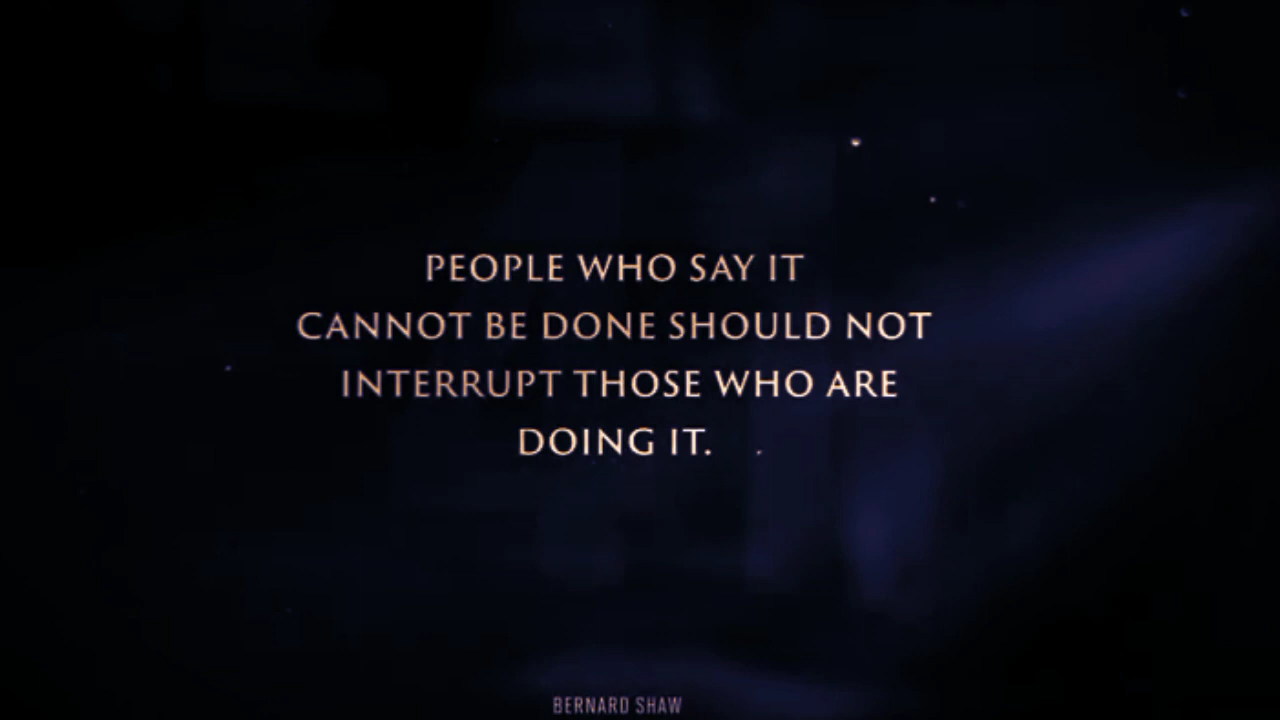 PEOPLE WHO SAY IT
CANNOT BE DONE SHOULD NOT
INTERRUPT THOSE WHO ARE
DOING IT.
BERNARD SHAW